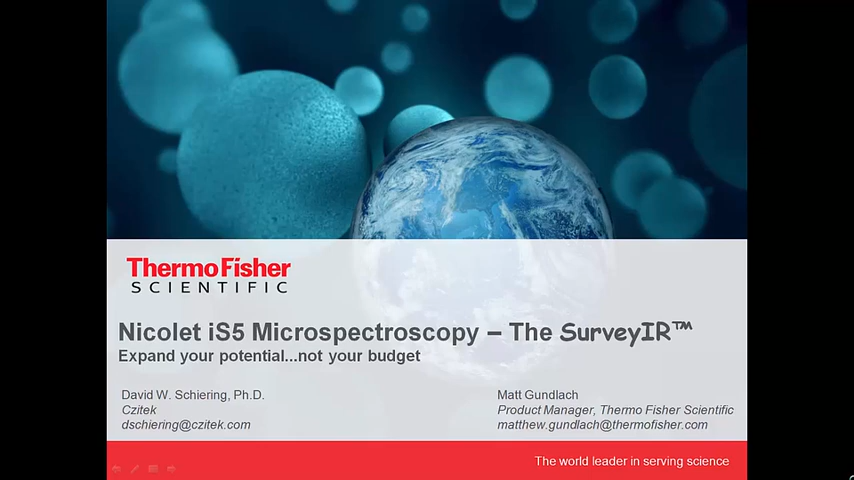 ThermoFisher
SCIENTIFIC
Nicolet iS5 Microspectroscopy – The SurveyIR™
Expand your potential...not your budget
David W. Schiering, Ph.D.
Czitek
dschiering@czitek.com
Matt Gundlach
Product Manager, Thermo Fisher Scientific
matthew.gundlach@thermofisher.com
The world leader in serving science